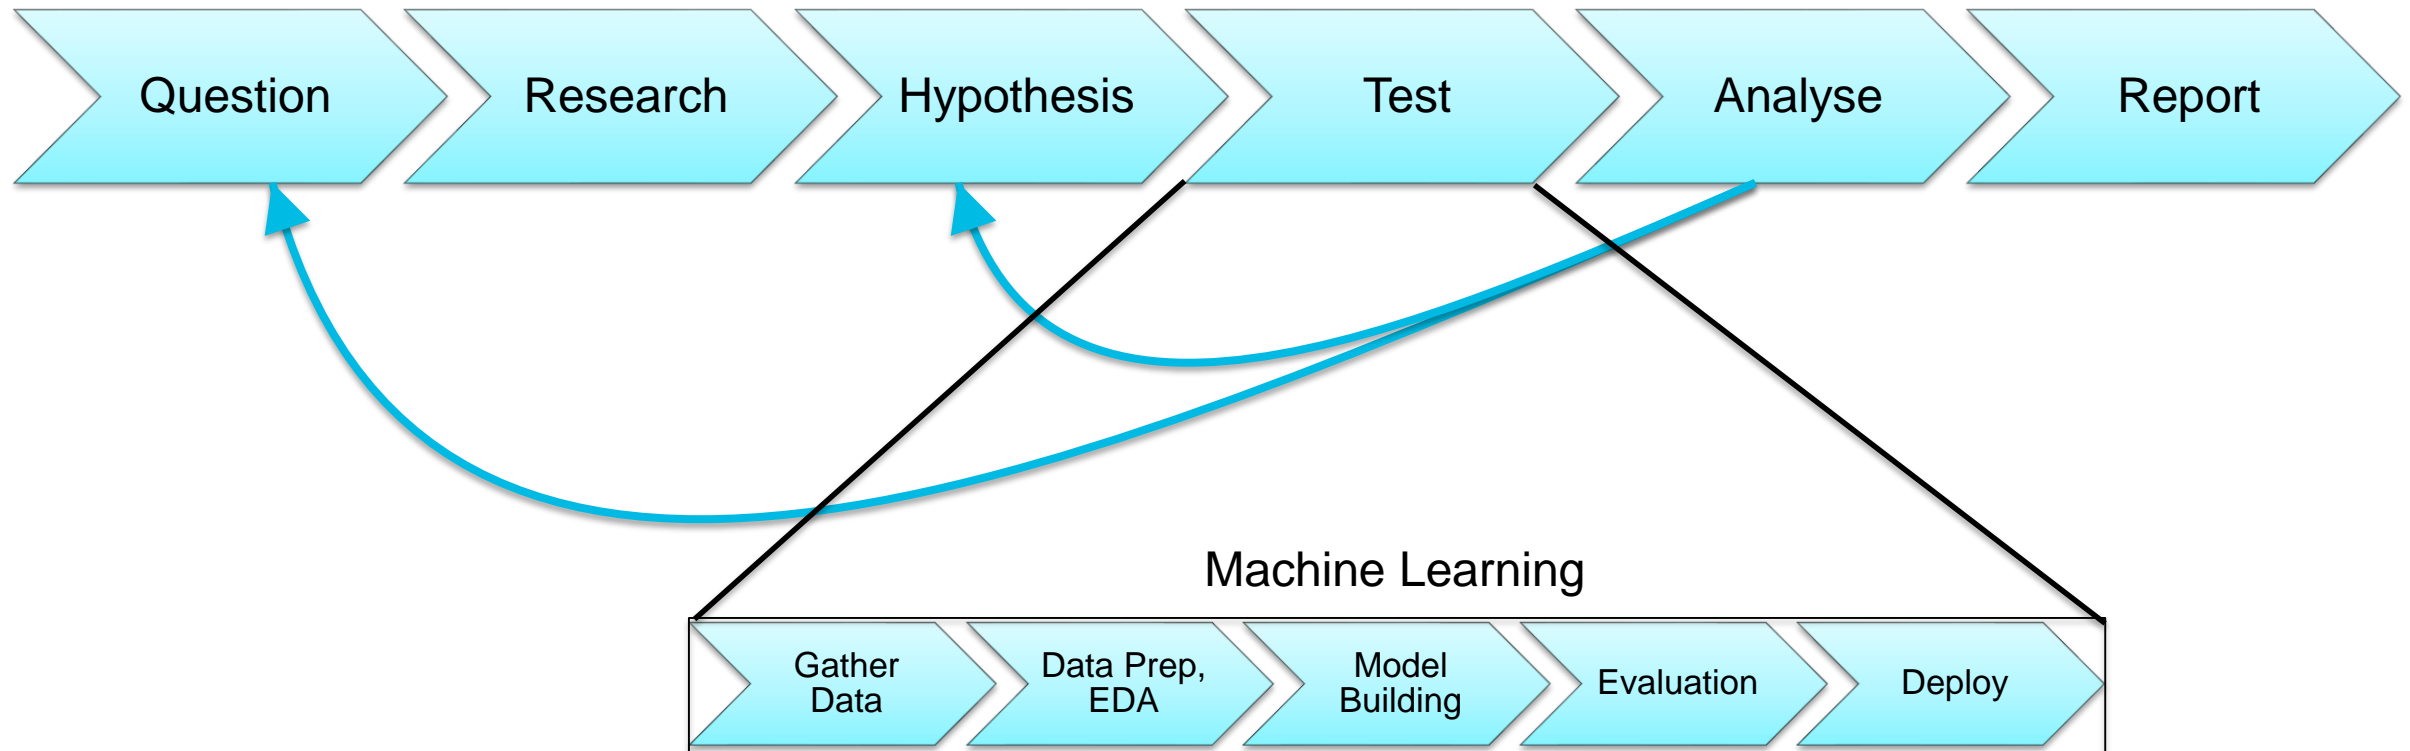 Question
Research
Hypothesis
Test
Analyse
Report
Machine Learning
Gather
Data
Data Prep,
EDA
Model
Building
Evaluation
Deploy